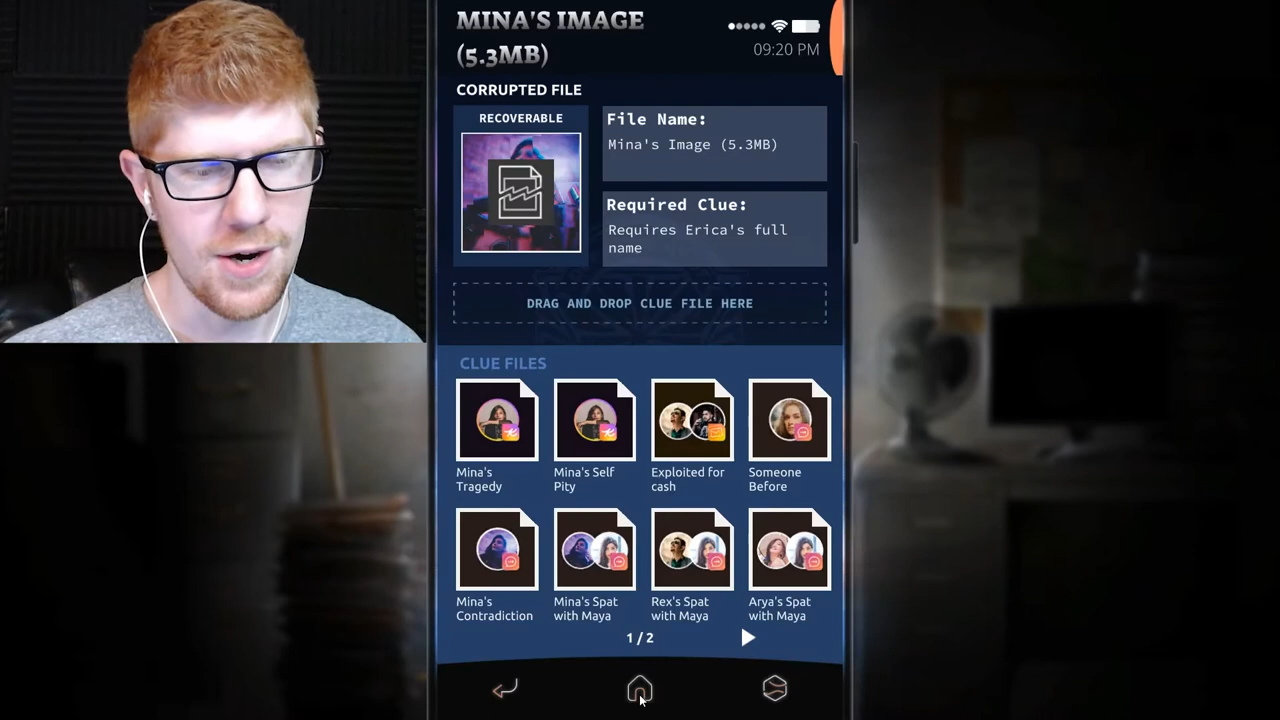 MINA'S IMAGE
(5.3MB)
09:20 PM
CORRUPTED FILE
RECOVERABLE
File Name:
Mina's Image (5.3MB)
Required Clue:
Requires Erica's full
name
DRAG AND DROP CLUE FILE HERE
CLUE FILES
Mina's
Tragedy
Mina's Self
Pity
Exploited for
cash
Someone
Before
Mina's
Contradiction
Mina's Spat
with Maya
Rex's Spat
with Maya
Arya's Spat
with Maya
1 / 2